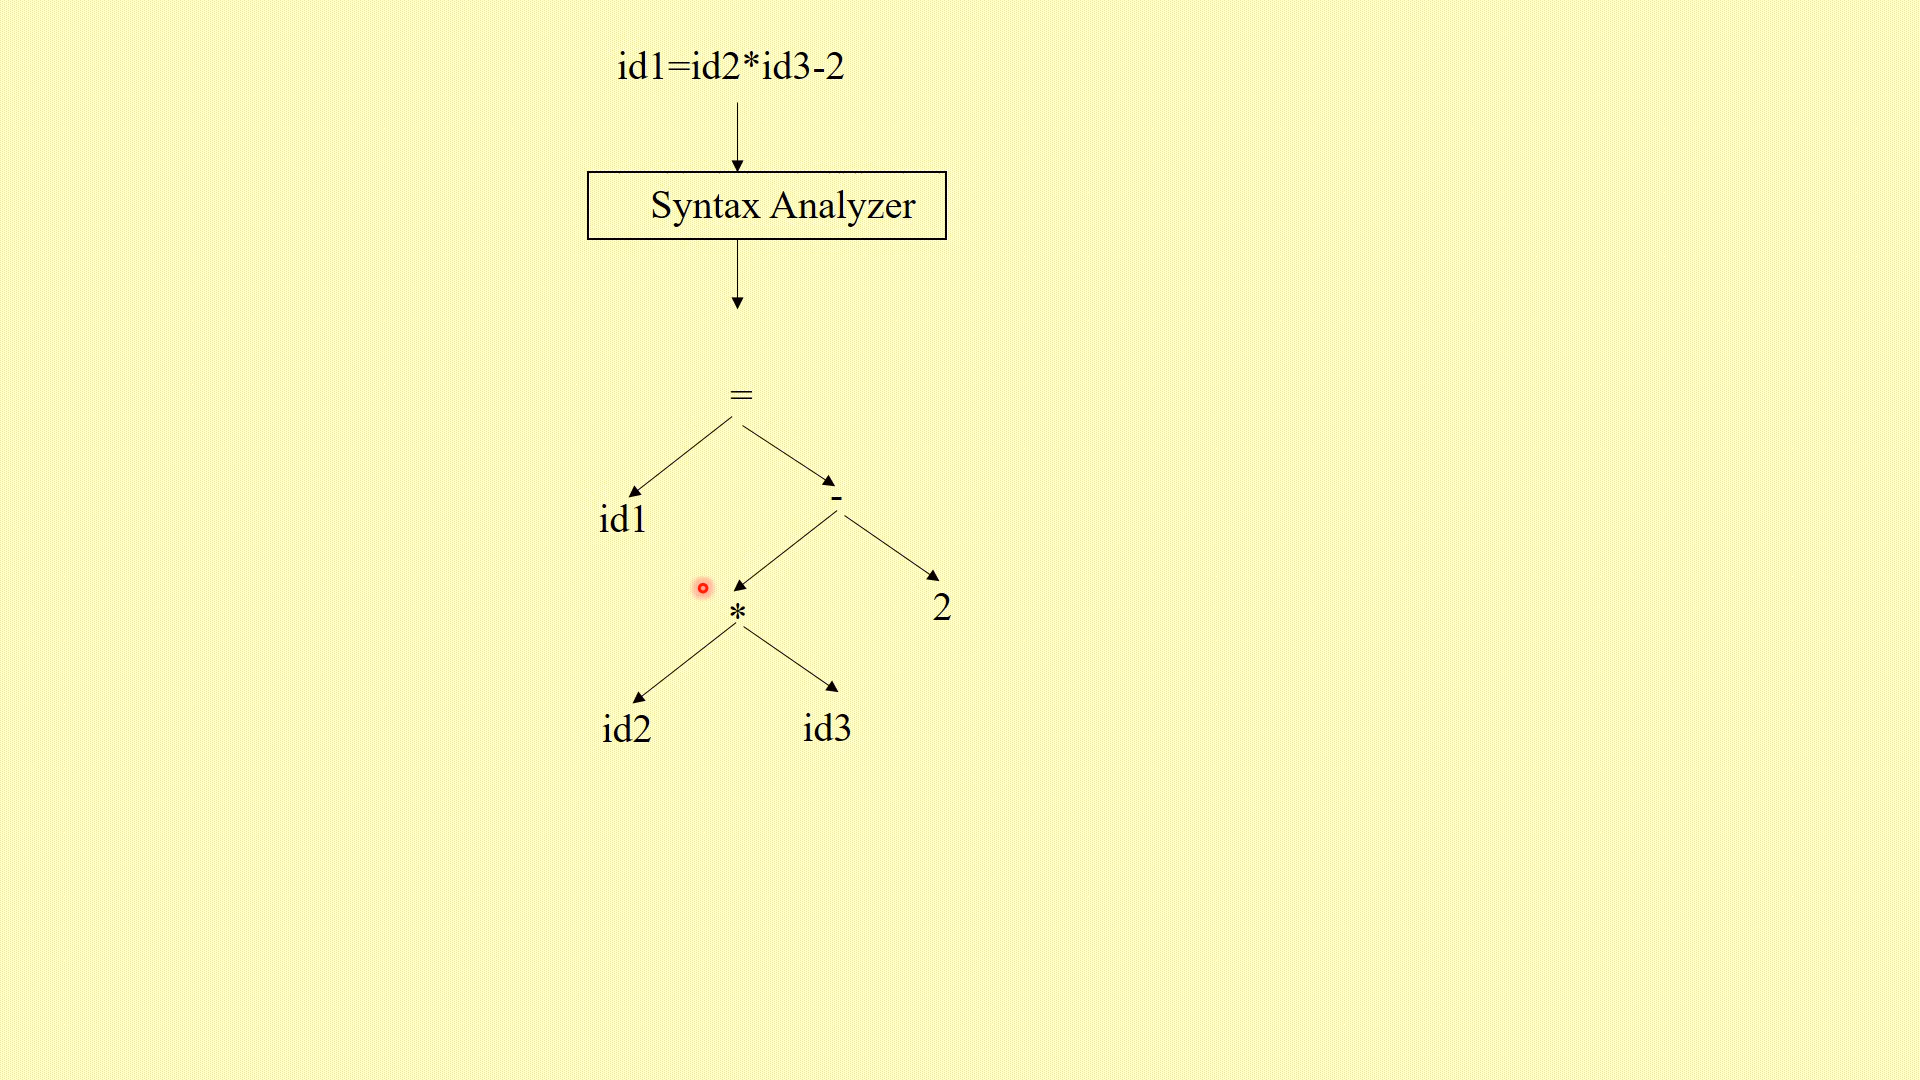 id1=id2*id3-2
Syntax Analyzer
=
id1
-
*
2
id2
id3